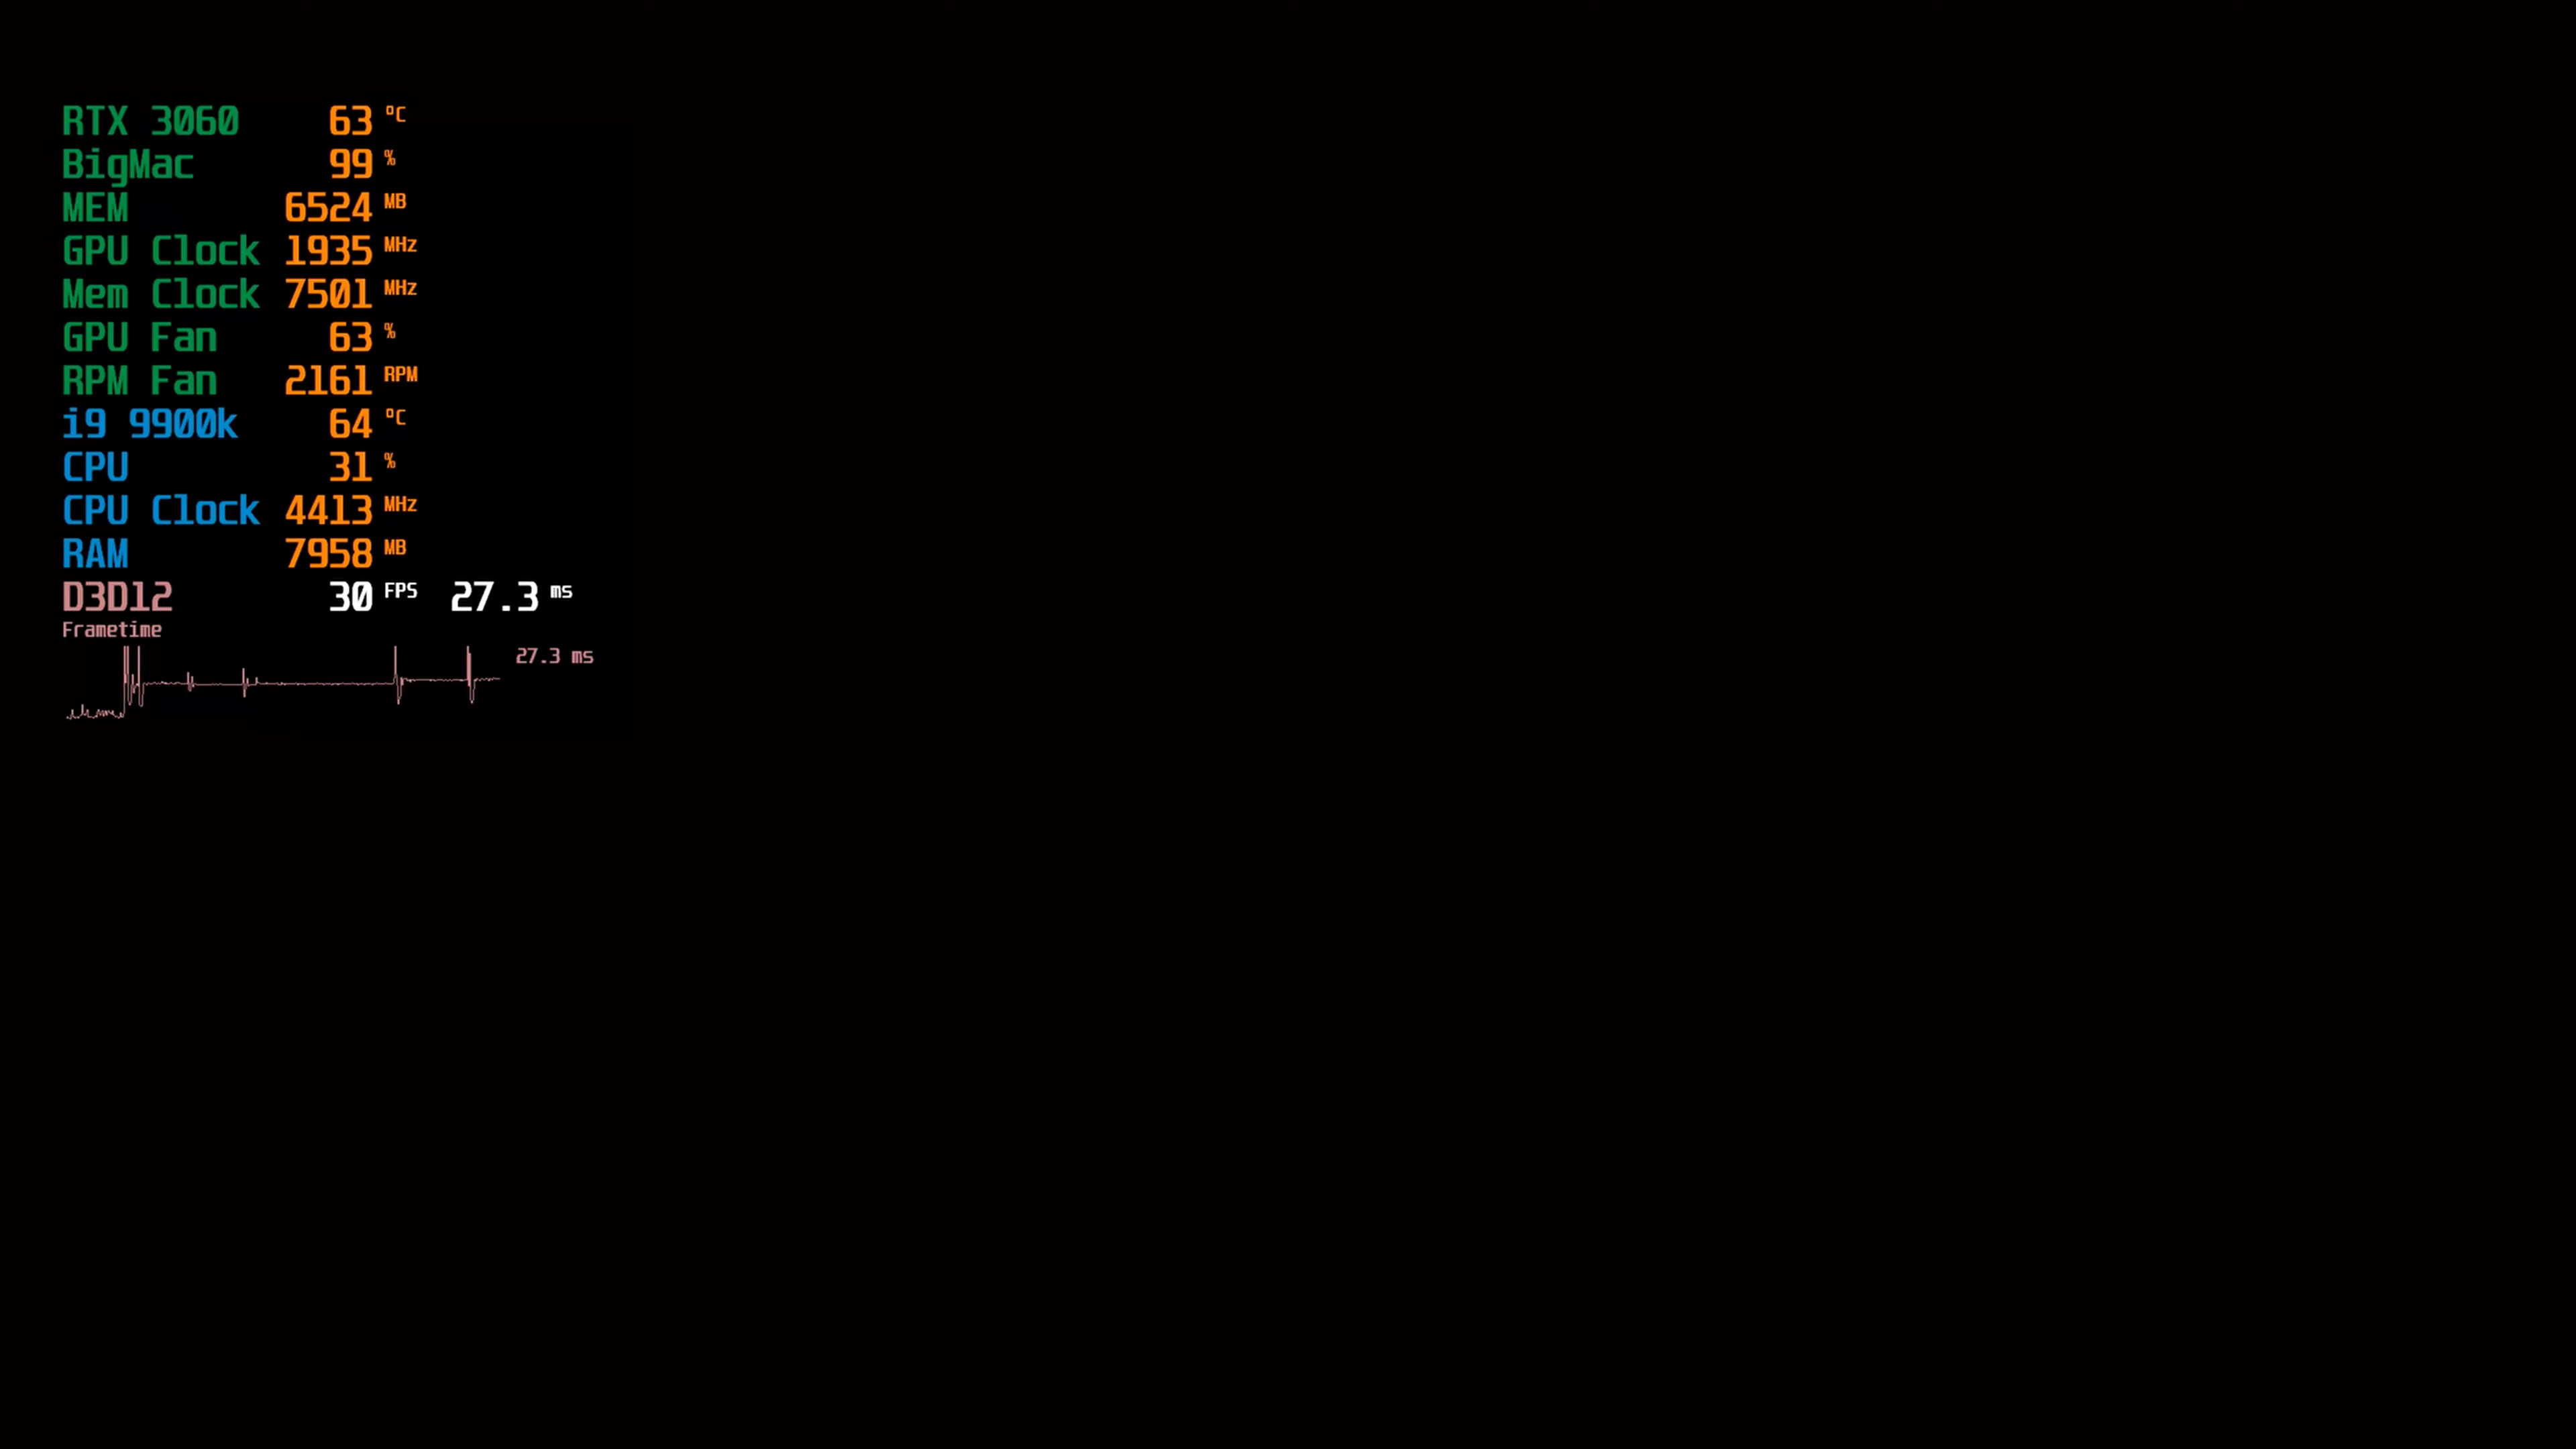 RTX 3060 63 °C
BigMac 99 %
MEM 6524 MB
GPU Clock 1935 MHz
Mem Clock 7501 MHz
GPU Fan 63 %
RPM Fan 2161 RPM
i9 9900k 64 °C
CPU 31 %
CPU Clock 4413 MHz
RAM 7958 MB
D3D12 30 FPS 27.3 ms
Frametime
27.3 ms